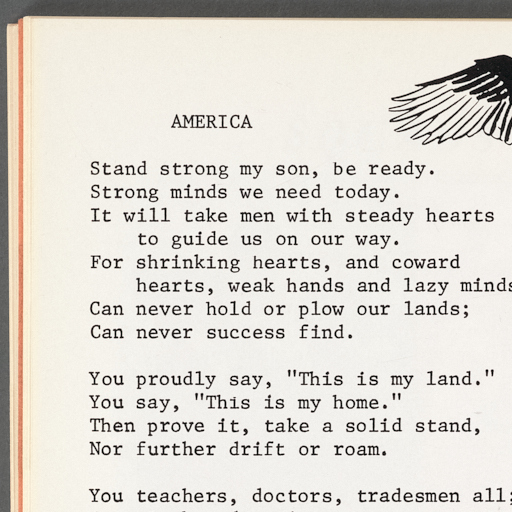 AMERICA
Stand strong my son, be ready.
Strong minds we need today.
It will take men with steady hearts
to guide us on our way.
For shrinking hearts, and coward
hearts, weak hands and lazy minds
Can never hold or plow our lands;
Can never success find.
You proudly say, "This is my land."
You say, "This is my home."
Then prove it, take a solid stand,
Nor further drift or roam.
You teachers, doctors, tradesmen all;